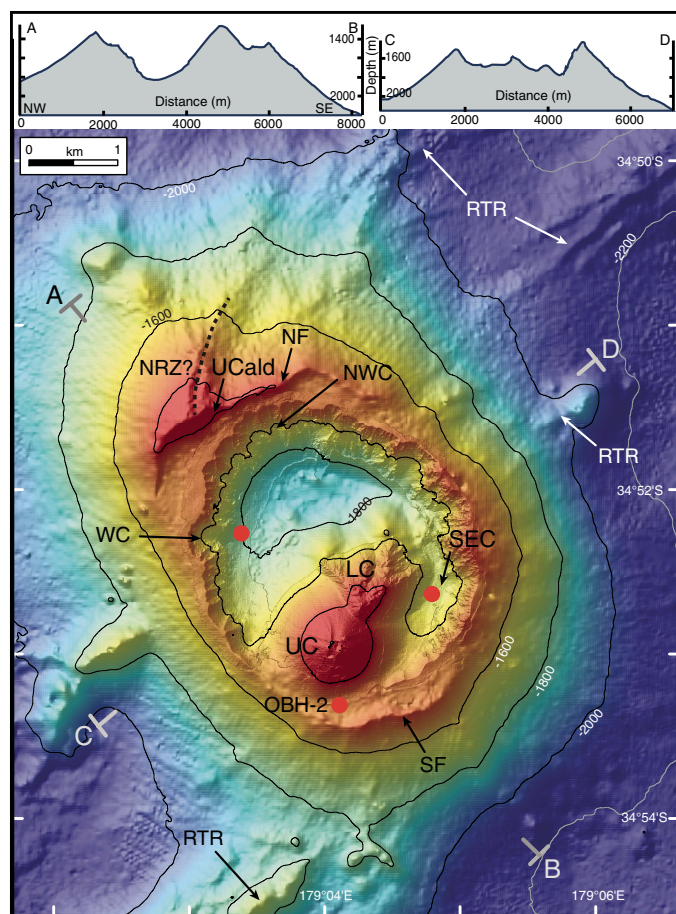 A
B
C
D
1400
2000
NW
Distance (m)
SE
0
2000
4000
6000
8000
Depth (m)
1600
2000
Distance (m)
2000
4000
6000
0
km
1
34°50'S
-2000
RTR
-2200
A
-1600
NF
D
NRZ?
UCald
NWC
RTR
34°52'S
-1800
WC
SEC
LC
UC
-1600
-1800
OBH-2
-2000
C
SF
34°54'S
RTR
B
179°04'E
179°06'E